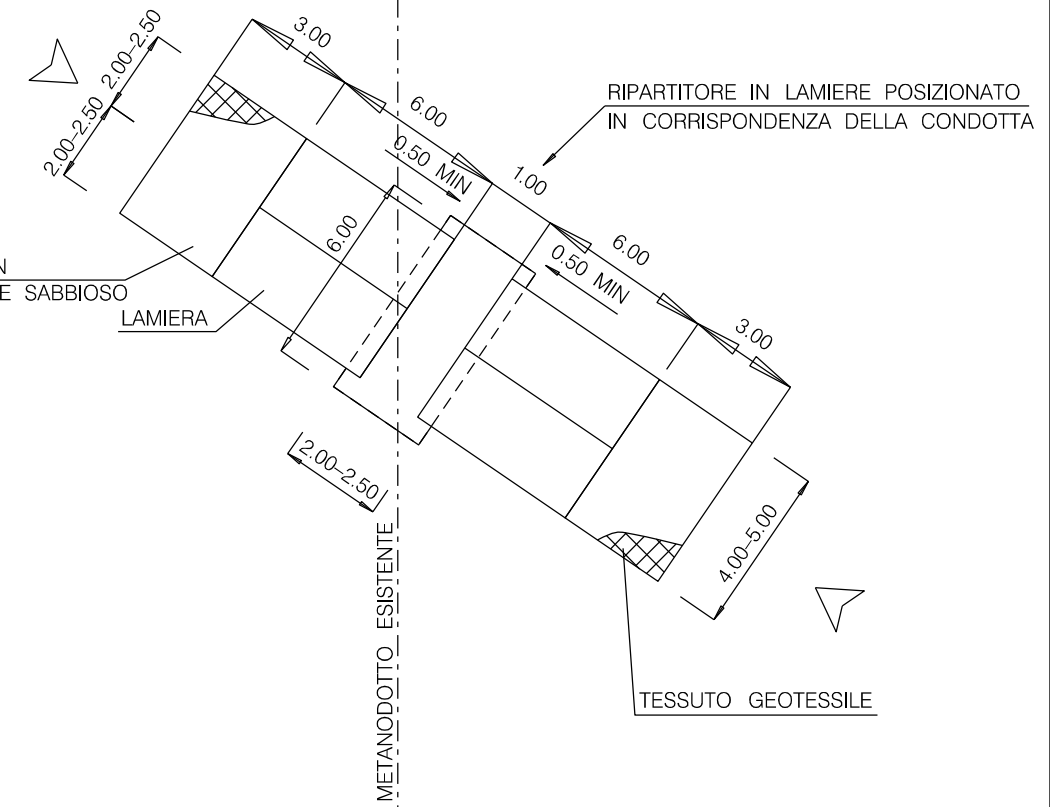 3.00
2.00-2.50
2.00-2.50
6.00
RIPARTITORE IN LAMIERE POSIZIONATO
IN CORRISPONDENZA DELLA CONDOTTA
0.50 MIN
1.00
6.00
6.00
0.50 MIN
N
E SABBIOSO
LAMIERA
3.00
2.00-2.50
4.00-5.00
METANODOTTO ESISTENTE
TESSUTO GEOTESSILE